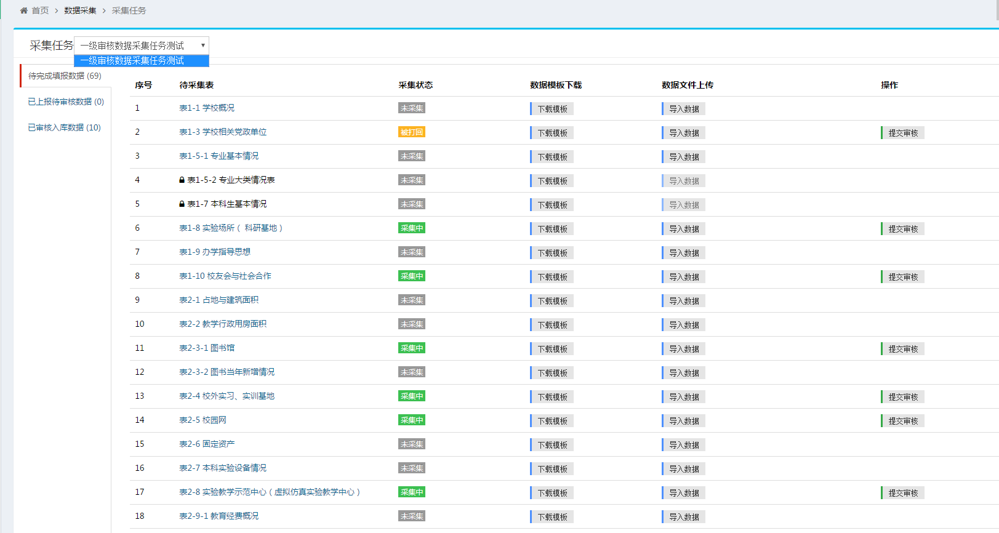 首页 > 数据采集 > 采集任务
采集任务 一级审核数据采集任务测试
一级审核数据采集任务测试
待完成填报数据 (69)
已上报待审核数据 (0)
已审核入库数据 (10)
序号 待采集表 采集状态 数据模板下载 数据文件上传 操作
1 表1-1 学校概况 未采集 下载模板 导入数据
2 表1-3 学校相关党政单位 被打回 下载模板 导入数据 提交审核
3 表1-5-1 专业基本情况 未采集 下载模板 导入数据
4 表1-5-2 专业大类情况表 未采集 下载模板 导入数据
5 表1-7 本科生基本情况 未采集 下载模板 导入数据
6 表1-8 实验场所（ 科研基地） 采集中 下载模板 导入数据 提交审核
7 表1-9 办学指导思想 未采集 下载模板 导入数据
8 表1-10 校友会与社会合作 采集中 下载模板 导入数据 提交审核
9 表2-1 占地与建筑面积 未采集 下载模板 导入数据
10 表2-2 教学行政用房面积 未采集 下载模板 导入数据
11 表2-3-1 图书馆 采集中 下载模板 导入数据 提交审核
12 表2-3-2 图书当年新增情况 未采集 下载模板 导入数据
13 表2-4 校外实习、实训基地 采集中 下载模板 导入数据 提交审核
14 表2-5 校园网 采集中 下载模板 导入数据 提交审核
15 表2-6 固定资产 未采集 下载模板 导入数据
16 表2-7 本科实验设备情况 未采集 下载模板 导入数据
17 表2-8 实验教学示范中心（虚拟仿真实验教学中心） 采集中 下载模板 导入数据 提交审核
18 表2-9-1 教育经费概况 未采集 下载模板 导入数据